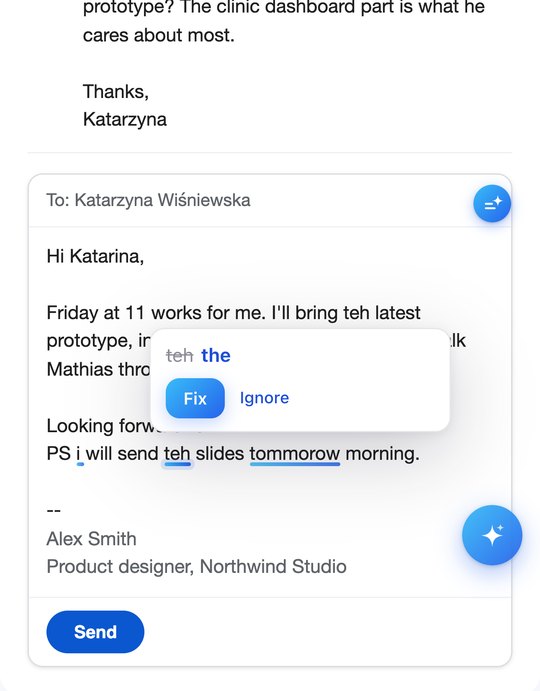 prototype? The clinic dashboard part is what he
cares about most.
Thanks,
Katarzyna
To: Katarzyna Wiśniewska
Hi Katarina,
Friday at 11 works for me. I'll bring teh latest
prototype,
Mathias
teh the
Fix Ignore
Looking
PS i will send teh slides tommorow morning.
--
Alex Smith
Product designer, Northwind Studio
Send